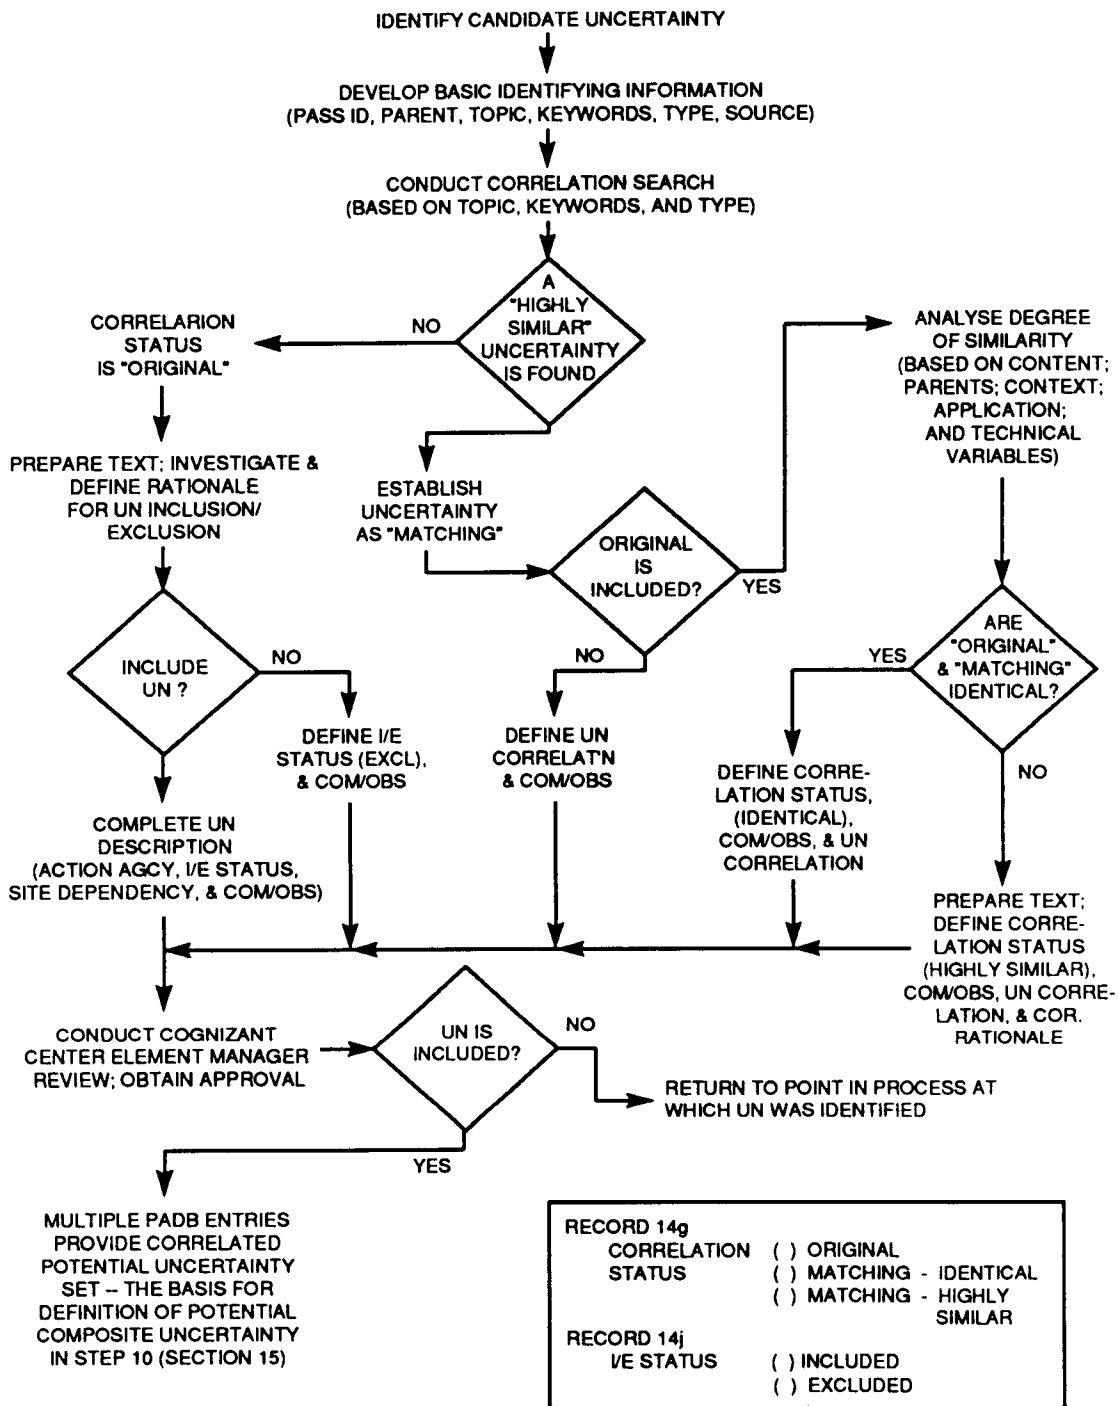 IDENTIFY CANDIDATE UNCERTAINTY
DEVELOP BASIC IDENTIFYING INFORMATION
(PASS ID, PARENT, TOPIC, KEYWORDS, TYPE, SOURCE)
CONDUCT CORRELATION SEARCH
(BASED ON TOPIC, KEYWORDS, AND TYPE)
A
"HIGHLY
SIMILAR"
UNCERTAINTY
IS FOUND
NO
CORRELARION
STATUS
IS "ORIGINAL"
PREPARE TEXT; INVESTIGATE &
DEFINE RATIONALE
FOR UN INCLUSION/
EXCLUSION
INCLUDE
UN ?
NO
DEFINE I/E
STATUS (EXCL),
& COM/OBS
COMPLETE UN
DESCRIPTION
(ACTION AGCY, I/E STATUS,
SITE DEPENDENCY, & COM/OBS)
ESTABLISH
UNCERTAINTY
AS "MATCHING"
ORIGINAL
IS
INCLUDED?
YES
NO
DEFINE UN
CORRELAT'N
& COM/OBS
ANALYSE DEGREE
OF SIMILARITY
(BASED ON CONTENT;
PARENTS; CONTEXT;
APPLICATION;
AND TECHNICAL
VARIABLES)
ARE
"ORIGINAL"
& "MATCHING"
IDENTICAL?
YES
NO
DEFINE CORRE-
LATION STATUS,
(IDENTICAL),
COM/OBS, & UN
CORRELATION
PREPARE TEXT;
DEFINE CORRE-
LATION STATUS
(HIGHLY SIMILAR),
COM/OBS, UN CORRE-
LATION, & COR.
RATIONALE
CONDUCT COGNIZANT
CENTER ELEMENT MANAGER
REVIEW; OBTAIN APPROVAL
UN IS
INCLUDED?
NO
RETURN TO POINT IN PROCESS AT
WHICH UN WAS IDENTIFIED
YES
MULTIPLE PADB ENTRIES
PROVIDE CORRELATED
POTENTIAL UNCERTAINTY
SET -- THE BASIS FOR
DEFINITION OF POTENTIAL
COMPOSITE UNCERTAINTY
IN STEP 10 (SECTION 15)
RECORD 14g
CORRELATION ( ) ORIGINAL
STATUS ( ) MATCHING - IDENTICAL
( ) MATCHING - HIGHLY
SIMILAR
RECORD 14j
I/E STATUS ( ) INCLUDED
( ) EXCLUDED